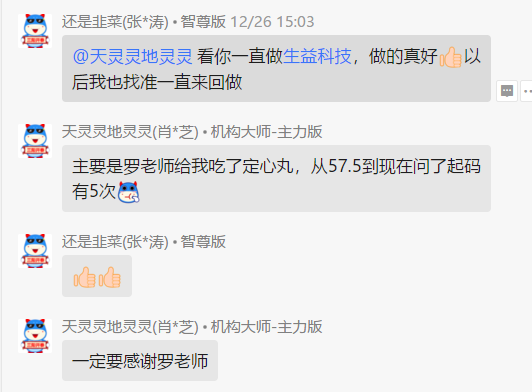 还是韭菜(张*涛) • 智尊版 12/26 15:03
@天灵灵地灵灵 看你一直做生益科技，做的真好👍以
后我也找准一直来回做
天灵灵地灵灵(肖*芝) • 机构大师-主力版
主要是罗老师给我吃了定心丸，从57.5到现在问了起码
有5次
还是韭菜(张*涛) • 智尊版
👍👍
天灵灵地灵灵(肖*芝) • 机构大师-主力版
一定要感谢罗老师